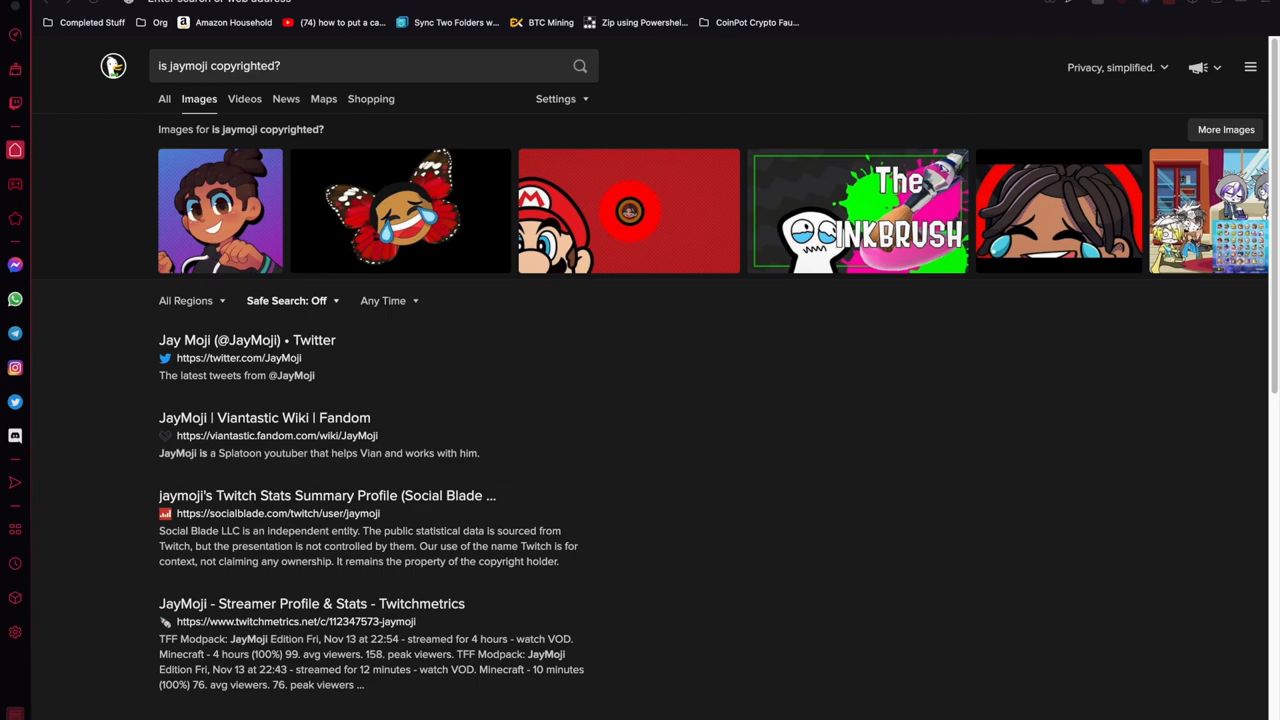 Enter search or web address
Completed Stuff
Org
Amazon Household
(74) how to put a ca...
Sync Two Folders w...
BTC Mining
Zip using Powershel...
CoinPot Crypto Fau...
is jaymoji copyrighted?
Privacy, simplified.
All
Images
Videos
News
Maps
Shopping
Settings
Images for is jaymoji copyrighted?
More Images
The
INKBRUSH
All Regions
Safe Search: Off
Any Time
Jay Moji (@JayMoji) • Twitter
https://twitter.com/JayMoji
The latest tweets from @JayMoji
JayMoji | Viantastic Wiki | Fandom
https://viantastic.fandom.com/wiki/JayMoji
JayMoji is a Splatoon youtuber that helps Vian and works with him.
jaymoji's Twitch Stats Summary Profile (Social Blade ...
https://socialblade.com/twitch/user/jaymoji
Social Blade LLC is an independent entity. The public statistical data is sourced from
Twitch, but the presentation is not controlled by them. Our use of the name Twitch is for
context, not claiming any ownership. It remains the property of the copyright holder.
JayMoji - Streamer Profile & Stats - Twitchmetrics
https://www.twitchmetrics.net/c/112347573-jaymoji
TFF Modpack: JayMoji Edition Fri, Nov 13 at 22:54 - streamed for 4 hours - watch VOD.
Minecraft - 4 hours (100%) 99. avg viewers. 158. peak viewers. TFF Modpack: JayMoji
Edition Fri, Nov 13 at 22:43 - streamed for 12 minutes - watch VOD. Minecraft - 10 minutes
(100%) 76. avg viewers. 76. peak viewers ...